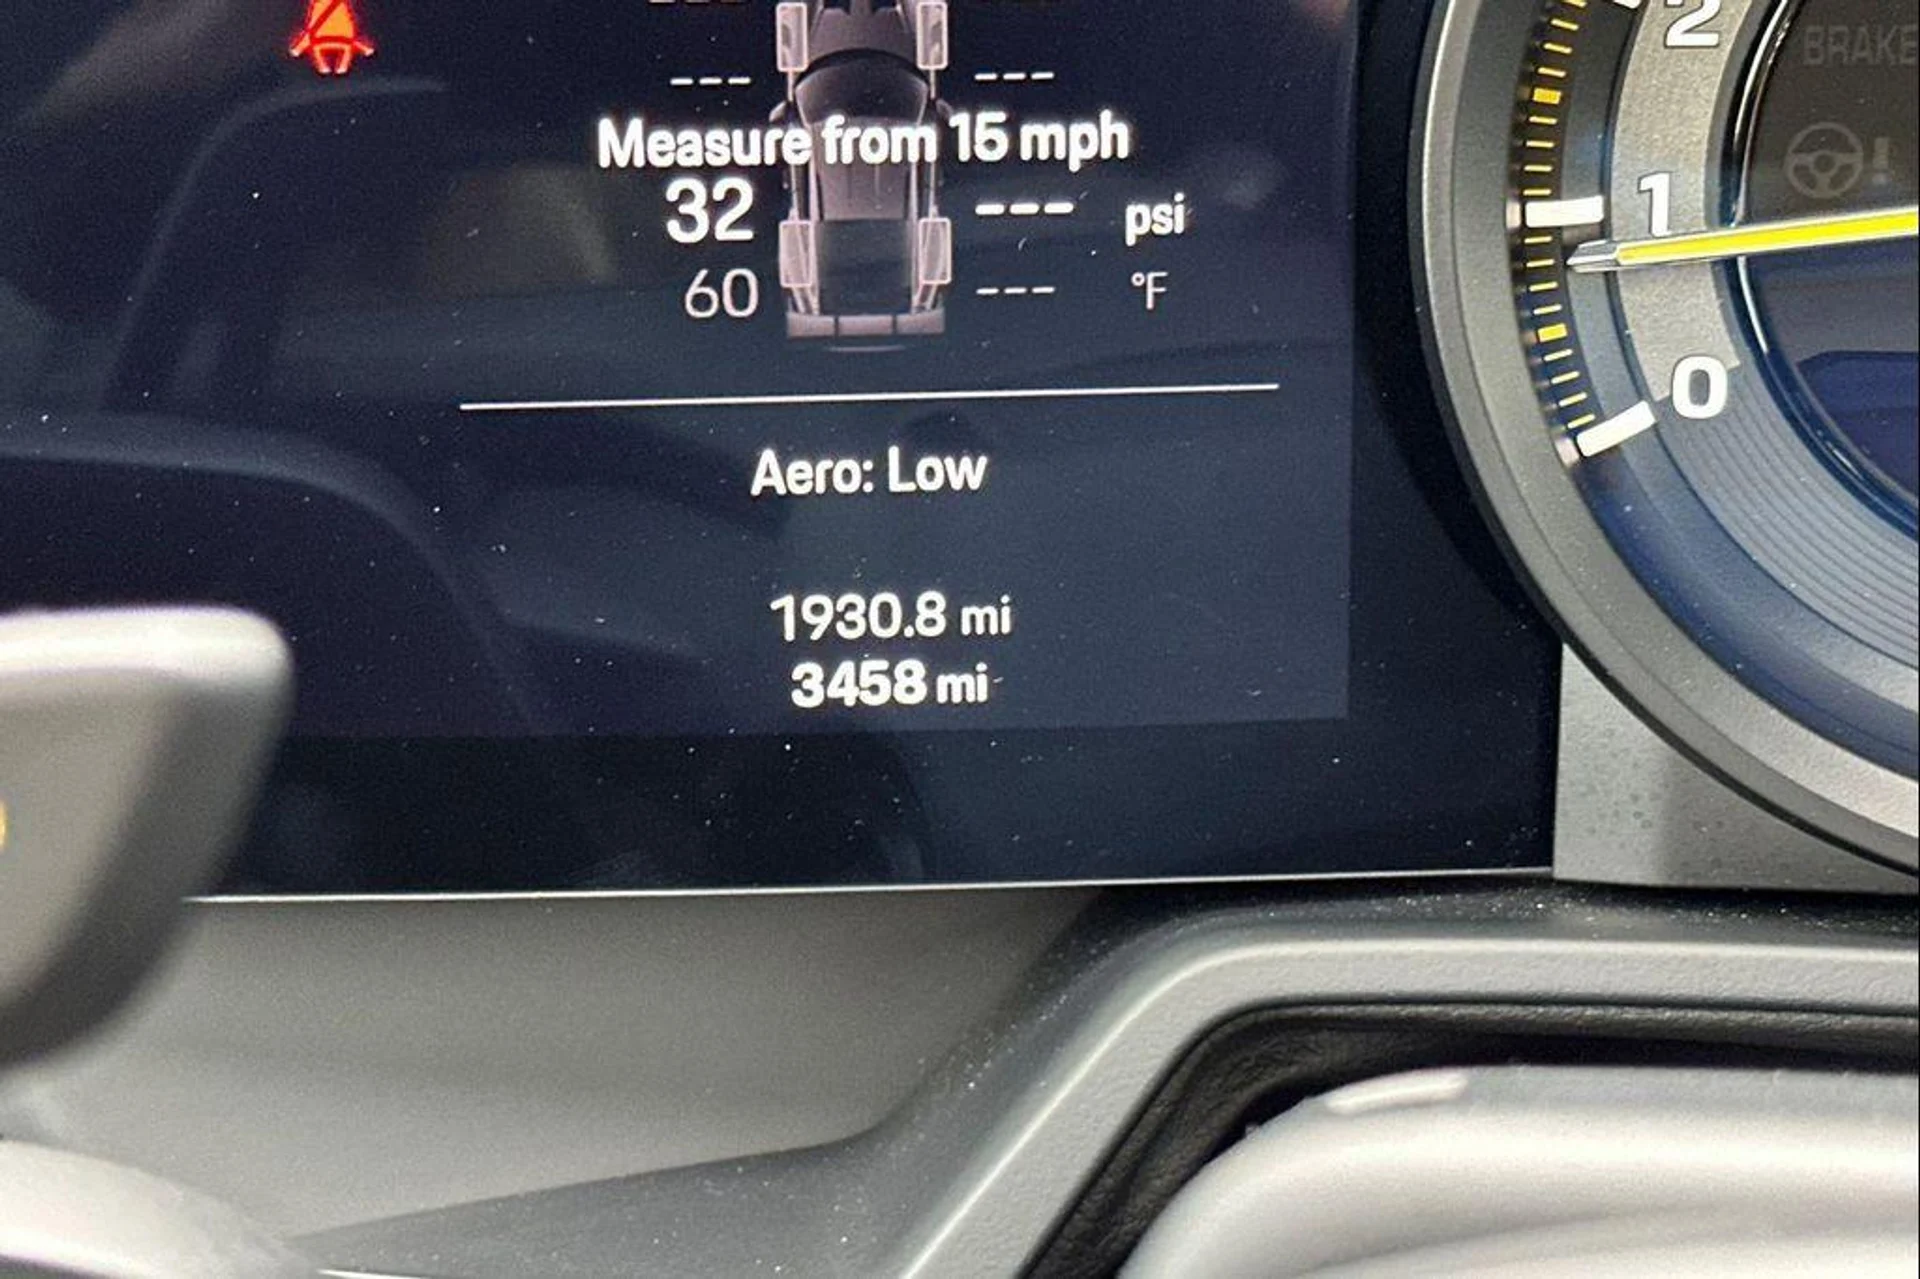 --- ---
Measure from 15 mph
32 --- psi
60 --- °F
Aero: Low
1930.8 mi
3458 mi
2
1
0
BRAKE
!